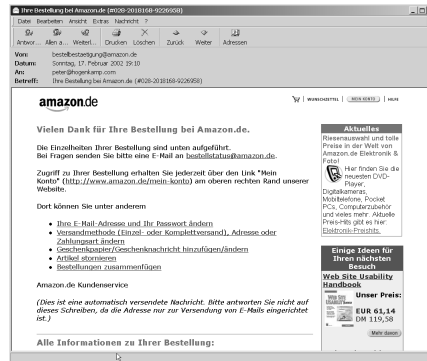 Ihre Bestellung bei Amazon.de (#028-2018168-9226958)
Datei Bearbeiten Ansicht Extras Nachricht ?
Antwor... Allen a... Weiterl... Drucken Löschen Zurück Weiter Adressen
Von: bestellbestaetigung@amazon.de
Datum: Sonntag, 17. Februar 2002 19:10
An: peter@hogenkamp.com
Betreff: Ihre Bestellung bei Amazon.de (#028-2018168-9226958)
amazon.de
WUNSCHZETTEL | MEIN KONTO | HILFE
Vielen Dank für Ihre Bestellung bei Amazon.de.
Die Einzelheiten Ihrer Bestellung sind unten aufgeführt.
Bei Fragen senden Sie bitte eine E-Mail an bestellstatus@amazon.de.
Zugriff zu Ihrer Bestellung erhalten Sie jederzeit über den Link "Mein
Konto" (http://www.amazon.de/mein-konto) am oberen rechten Rand unserer
Website.
Dort können Sie unter anderem
• Ihre E-Mail-Adresse und Ihr Passwort ändern
• Versandmethode (Einzel- oder Komplettversand), Adresse oder
Zahlungsart ändern
• Geschenkpapier/Geschenknachricht hinzufügen/ändern
• Artikel stornieren
• Bestellungen zusammenfügen
Amazon.de Kundenservice
(Dies ist eine automatisch versendete Nachricht. Bitte antworten Sie nicht auf
dieses Schreiben, da die Adresse nur zur Versendung von E-Mails eingerichtet
ist.)
Alle Informationen zu Ihrer Bestellung:
Aktuelles
Riesenauswahl und tolle
Preise in der Welt von
Amazon.de Elektronik &
Foto!
Hier finden Sie die
neuesten DVD-
Player,
Digitalkameras,
Mobiltelefone, Pocket
PCs, Computerzubehör
und vieles mehr. Aktuelle
Preis-Hits gibt es hier:
Elektronik-Preishits.
Einige Ideen für
Ihren nächsten
Besuch
Web Site Usability
Handbook
Unser Preis:
EUR 61,14
DM 119,58
Mehr davon